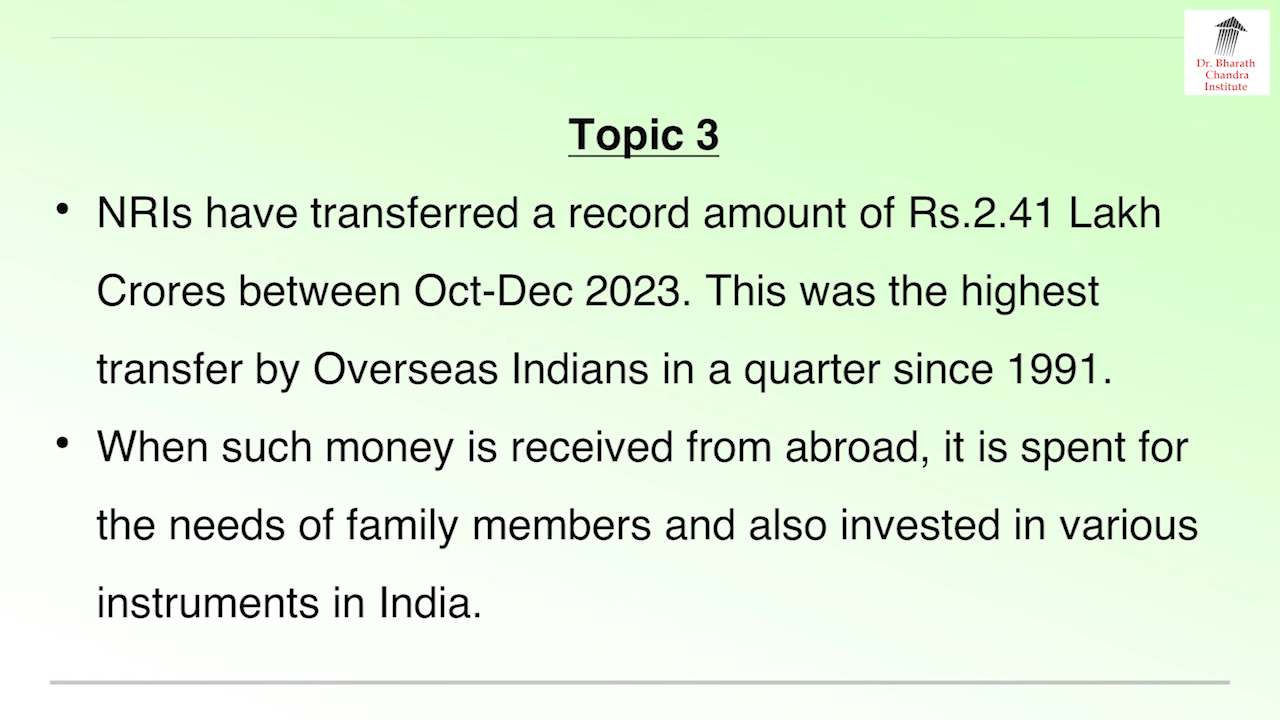 Dr. Bharath
Chandra
Institute
Topic 3
• NRIs have transferred a record amount of Rs.2.41 Lakh
Crores between Oct-Dec 2023. This was the highest
transfer by Overseas Indians in a quarter since 1991.
• When such money is received from abroad, it is spent for
the needs of family members and also invested in various
instruments in India.